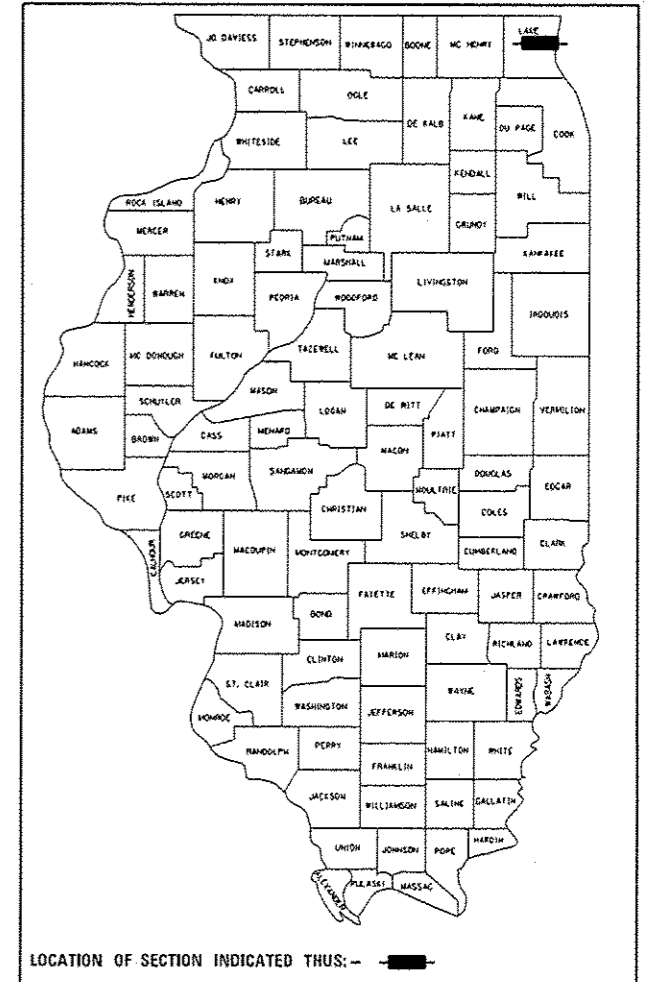 JO DAVIESS STEPHENSON WINNEBAGO BOONE MC HENRY LAKE
CARROLL OGLE DE KALB KANE DU PAGE COOK
WHITESIDE LEE KENDALL WILL
ROCK ISLAND HENRY BUREAU LA SALLE GRUNDY
MERCER PUTNAM KANKAKEE
STARK MARSHALL
HENDERSON WARREN KNOX PEORIA WOODFORD LIVINGSTON IROQUOIS
HANCOCK MC DONOUGH FULTON TAZEWELL MC LEAN FORD
MASON
SCHUYLER LOGAN DE WITT CHAMPAIGN VERMILION
ADAMS BROWN CASS MENARD MACON PIATT
MORGAN SANGAMON DOUGLAS EDGAR
PIKE SCOTT CHRISTIAN MOULTRIE COLES
GREENE MACOUPIN MONTGOMERY SHELBY CUMBERLAND CLARK
CALHOUN JERSEY
FAYETTE EFFINGHAM JASPER CRAWFORD
MADISON BOND
CLINTON MARION CLAY RICHLAND LAWRENCE
ST. CLAIR WAYNE EDWARDS WABASH
MONROE WASHINGTON JEFFERSON
RANDOLPH PERRY HAMILTON WHITE
FRANKLIN
JACKSON WILLIAMSON SALINE GALLATIN
UNION JOHNSON POPE HARDIN
ALEXANDER PULASKI MASSAC
LOCATION OF SECTION INDICATED THUS:-